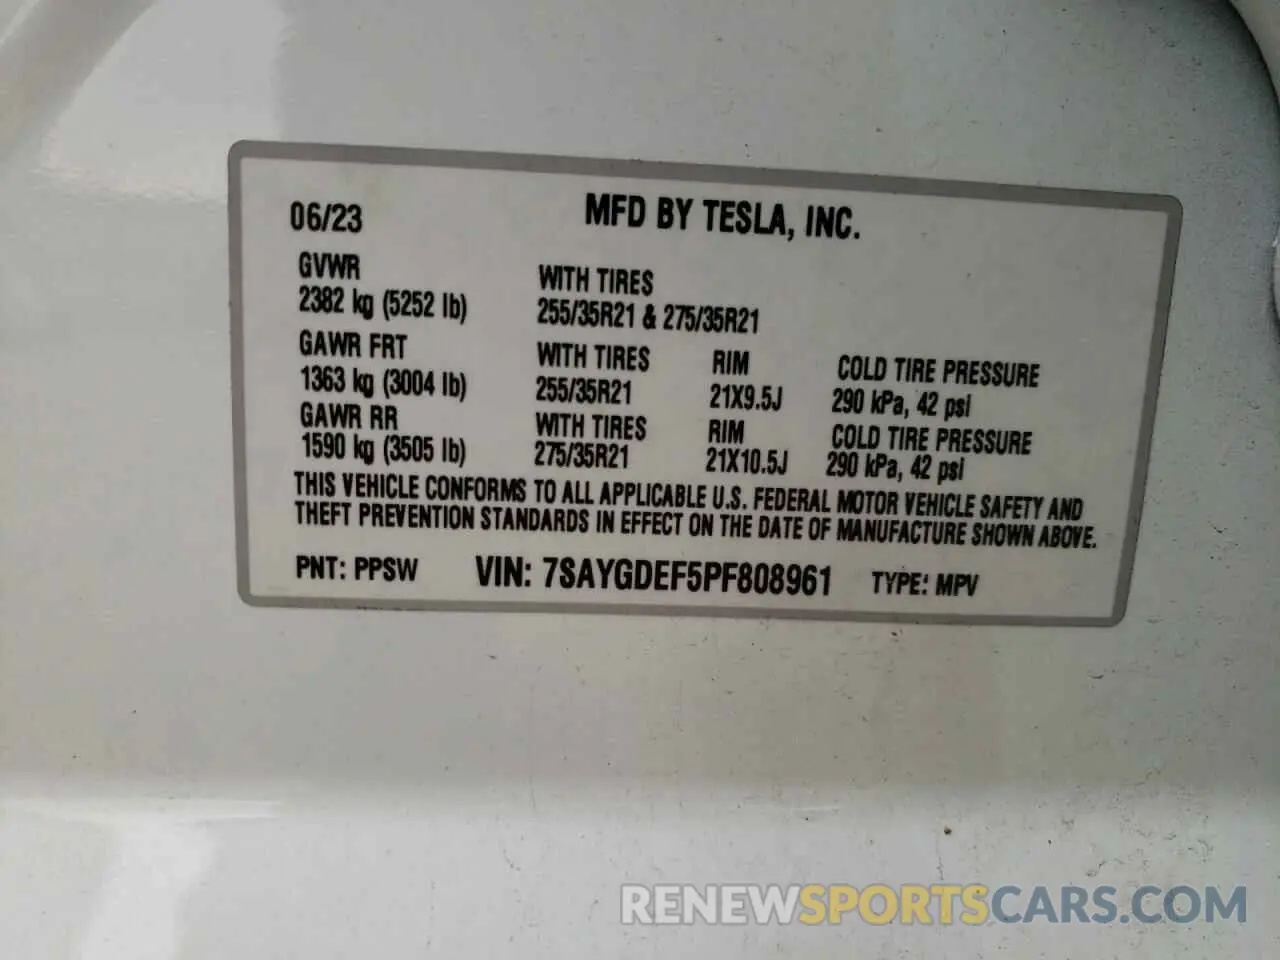 06/23 MFD BY TESLA, INC.
GVWR WITH TIRES
2382 kg (5252 lb) 255/35R21 & 275/35R21
GAWR FRT WITH TIRES RIM COLD TIRE PRESSURE
1363 kg (3004 lb) 255/35R21 21X9.5J 290 kPa, 42 psi
GAWR RR WITH TIRES RIM COLD TIRE PRESSURE
1590 kg (3505 lb) 275/35R21 21X10.5J 290 kPa, 42 psi
THIS VEHICLE CONFORMS TO ALL APPLICABLE U.S. FEDERAL MOTOR VEHICLE SAFETY AND
THEFT PREVENTION STANDARDS IN EFFECT ON THE DATE OF MANUFACTURE SHOWN ABOVE.
PNT: PPSW VIN: 7SAYGDEF5PF808961 TYPE: MPV
RENEWSPORTSCARS.COM